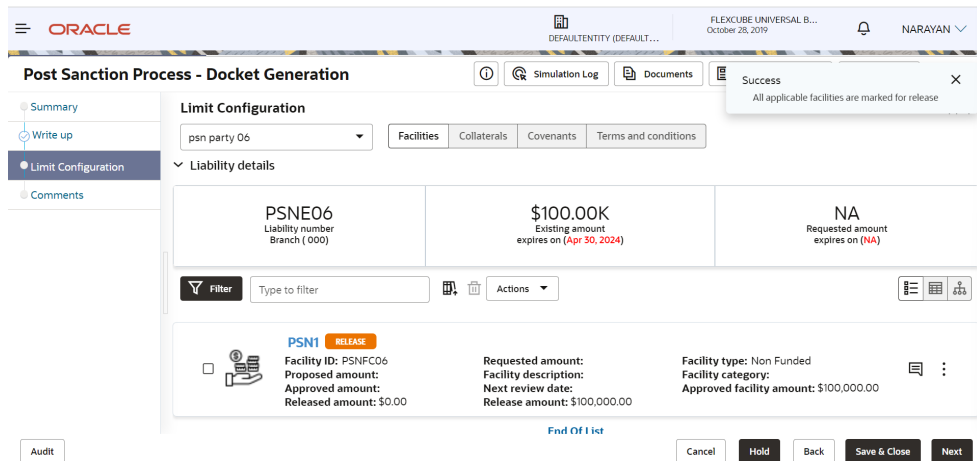 ORACLE
DEFAULTENTITY (DEFAULT...
FLEXCUBE UNIVERSAL B...
October 28, 2019
NARAYAN
Post Sanction Process - Docket Generation
Simulation Log
Documents
Success
All applicable facilities are marked for release
Summary
Write up
Limit Configuration
Comments
Limit Configuration
psn party 06
Facilities
Collaterals
Covenants
Terms and conditions
Liability details
PSNE06
Liability number
Branch ( 000)
$100.00K
Existing amount
expires on (Apr 30, 2024)
NA
Requested amount
expires on (NA)
Filter
Type to filter
Actions
PSN1 RELEASE
Facility ID: PSNFC06
Proposed amount:
Approved amount:
Released amount: $0.00
Requested amount:
Facility description:
Next review date:
Release amount: $100,000.00
Facility type: Non Funded
Facility category:
Approved facility amount: $100,000.00
End Of List
Audit
Cancel
Hold
Back
Save & Close
Next